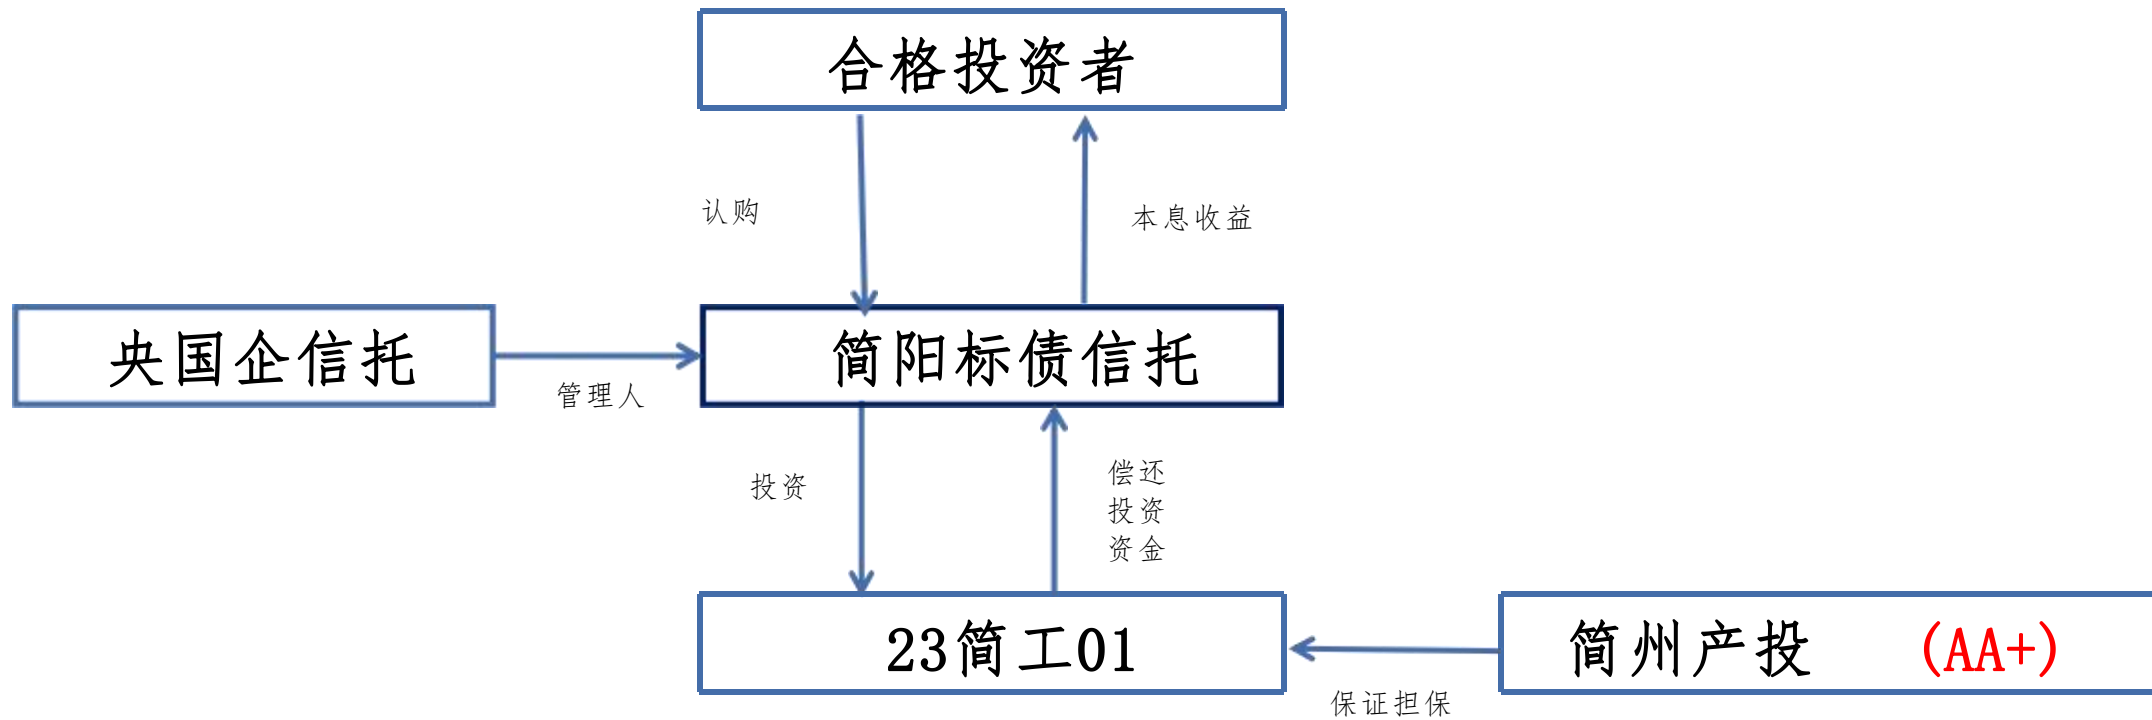 合格投资者
认购
本息收益
央国企信托
管理人
简阳标债信托
投资
偿还
投资
资金
23简工01
保证担保
简州产投 (AA+)